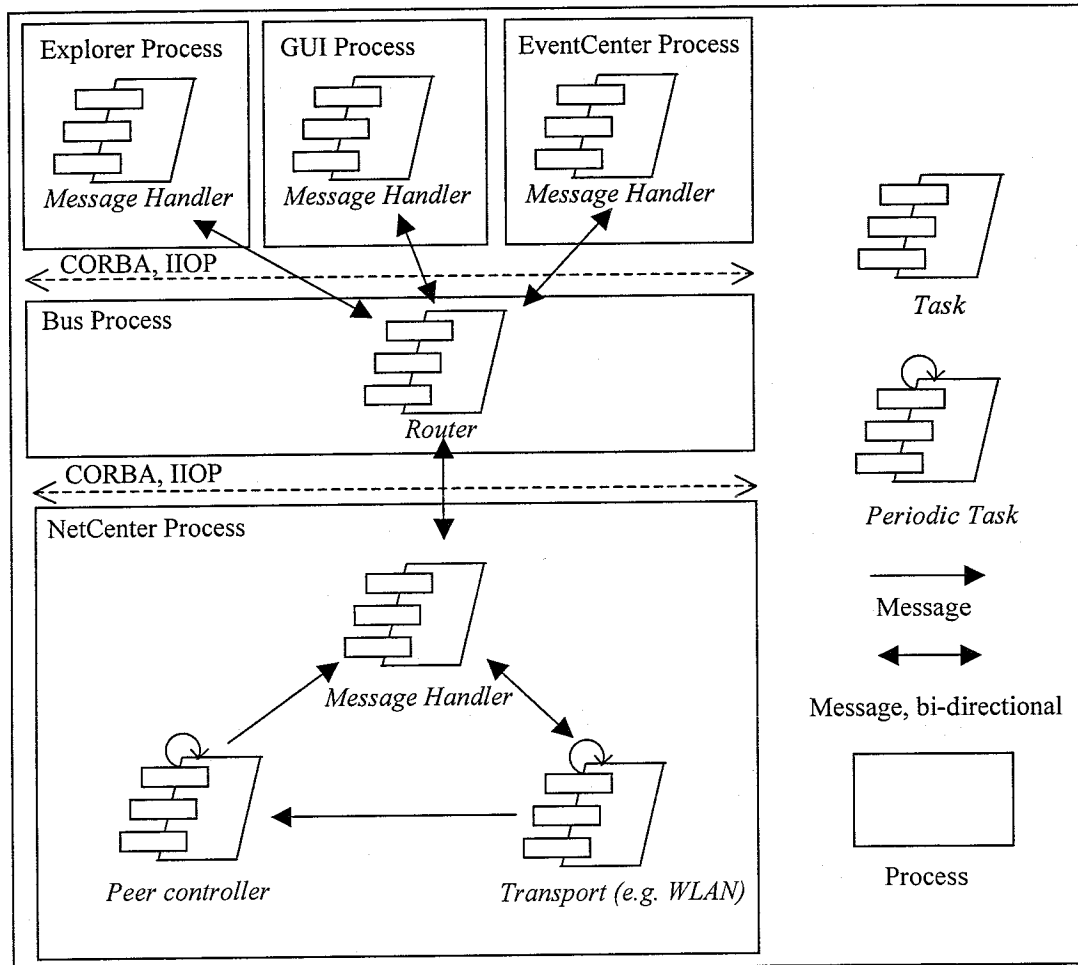 Explorer Process
GUI Process
EventCenter Process
Message Handler
Message Handler
Message Handler
CORBA, IIOP
Bus Process
Router
CORBA, IIOP
NetCenter Process
Message Handler
Peer controller
Transport (e.g. WLAN)
Task
Periodic Task
Message
Message, bi-directional
Process